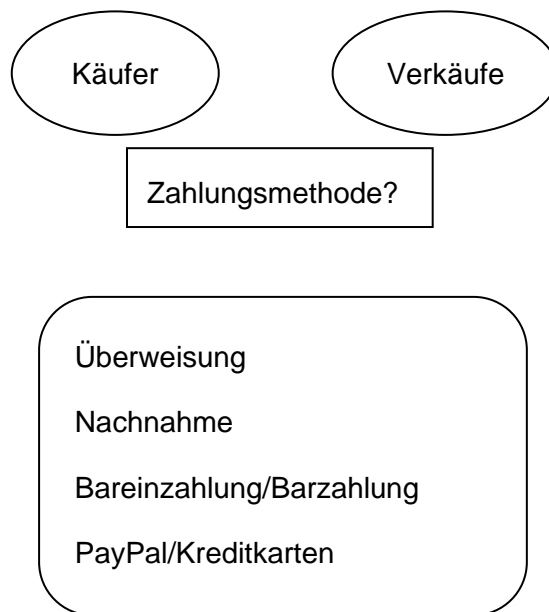 Käufer
Verkäufe
Zahlungsmethode?
Überweisung
Nachnahme
Bareinzahlung/Barzahlung
PayPal/Kreditkarten